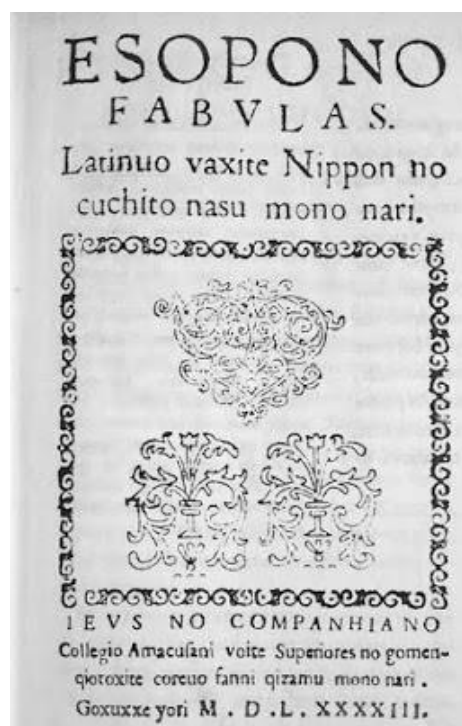 ESOPONO
FABVLAS.
Latinuo vaxite Nippon no
cuchito nasu mono nari.
IEVS NO COMPANHIANO
Collegio Amacusani voite Superiores no gomen-
qiotoxite coreuo fanni qizamu mono nari.
Goxuxxe yori M.D.L.XXXXIII.